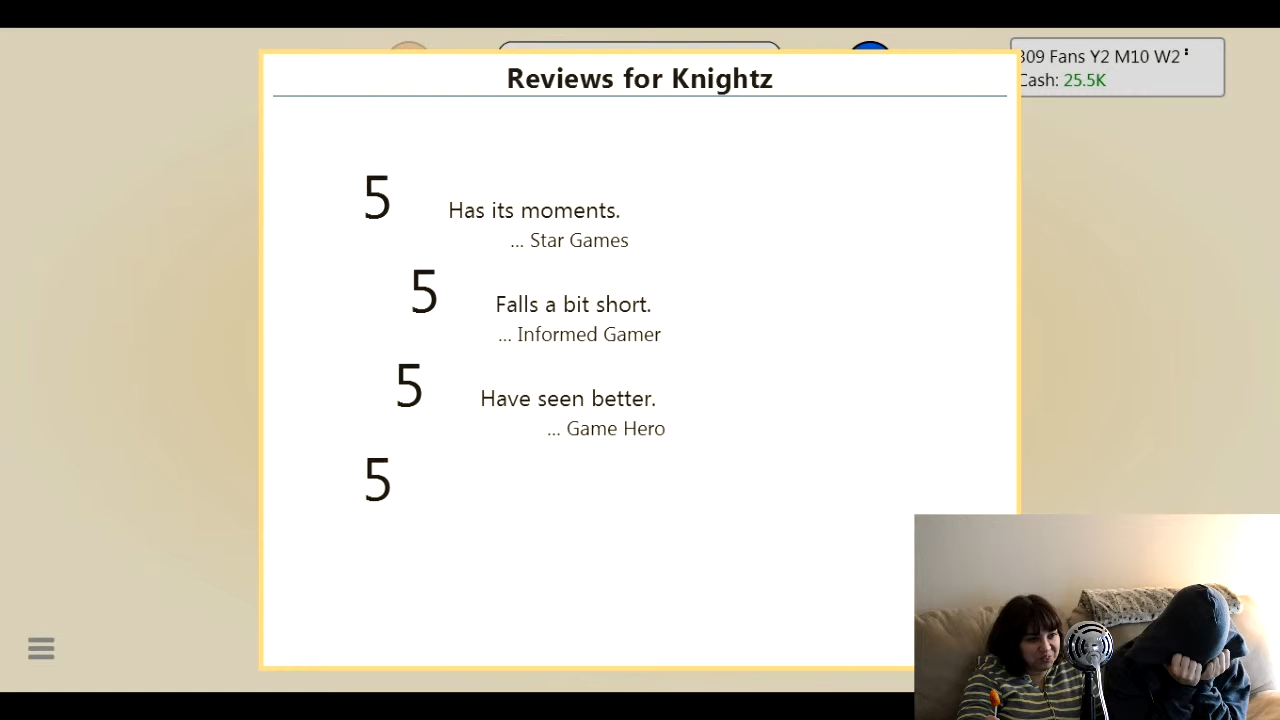 Reviews for Knightz
309 Fans Y2 M10 W2
Cash: 25.5K
5 Has its moments.
... Star Games
5 Falls a bit short.
... Informed Gamer
5 Have seen better.
... Game Hero
5